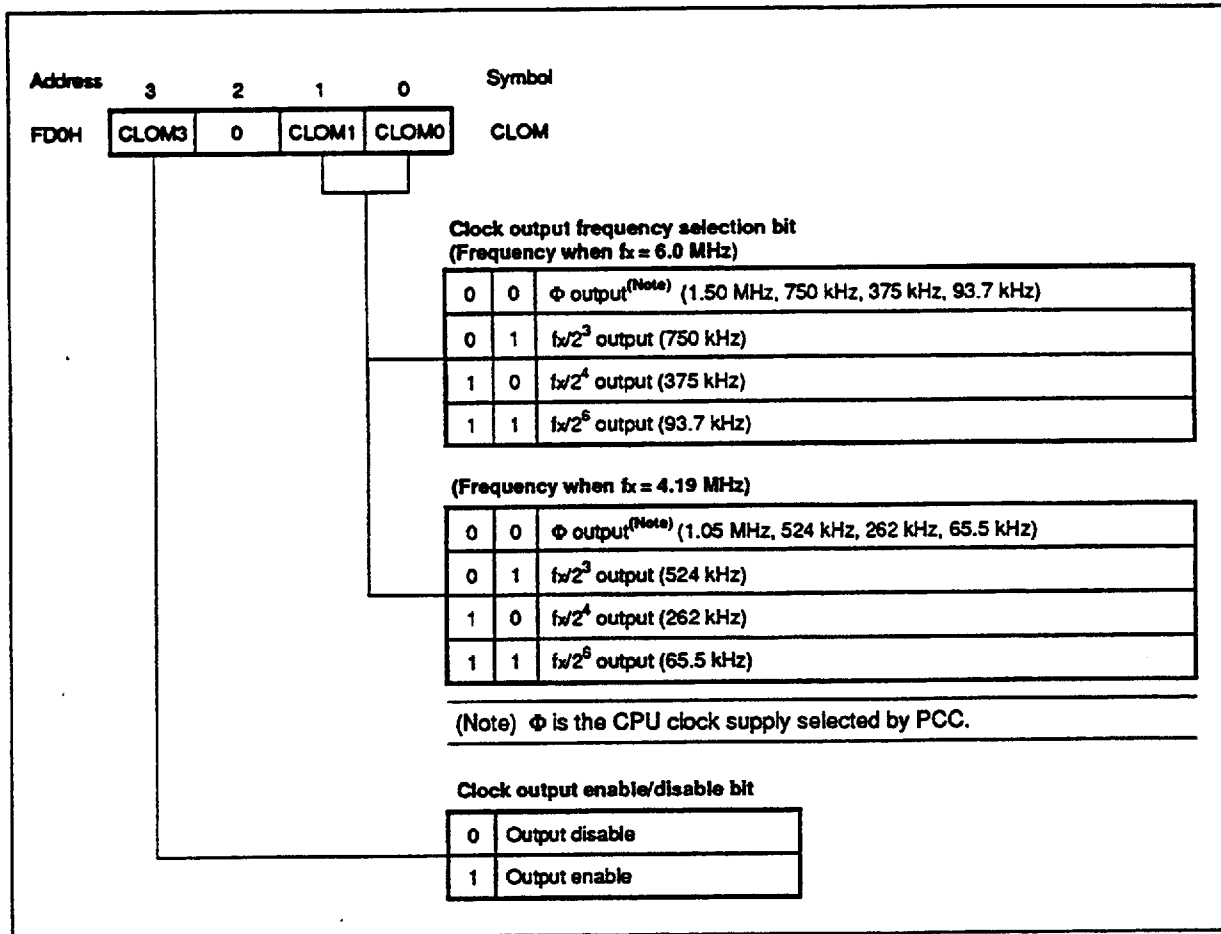 Address 3 2 1 0 Symbol
FD0H CLOM3 0 CLOM1 CLOM0 CLOM
Clock output frequency selection bit
(Frequency when fx = 6.0 MHz)
0 0 Φ output(Note) (1.50 MHz, 750 kHz, 375 kHz, 93.7 kHz)
0 1 fx/2³ output (750 kHz)
1 0 fx/2⁴ output (375 kHz)
1 1 fx/2⁶ output (93.7 kHz)
(Frequency when fx = 4.19 MHz)
0 0 Φ output(Note) (1.05 MHz, 524 kHz, 262 kHz, 65.5 kHz)
0 1 fx/2³ output (524 kHz)
1 0 fx/2⁴ output (262 kHz)
1 1 fx/2⁶ output (65.5 kHz)
(Note) Φ is the CPU clock supply selected by PCC.
Clock output enable/disable bit
0 Output disable
1 Output enable